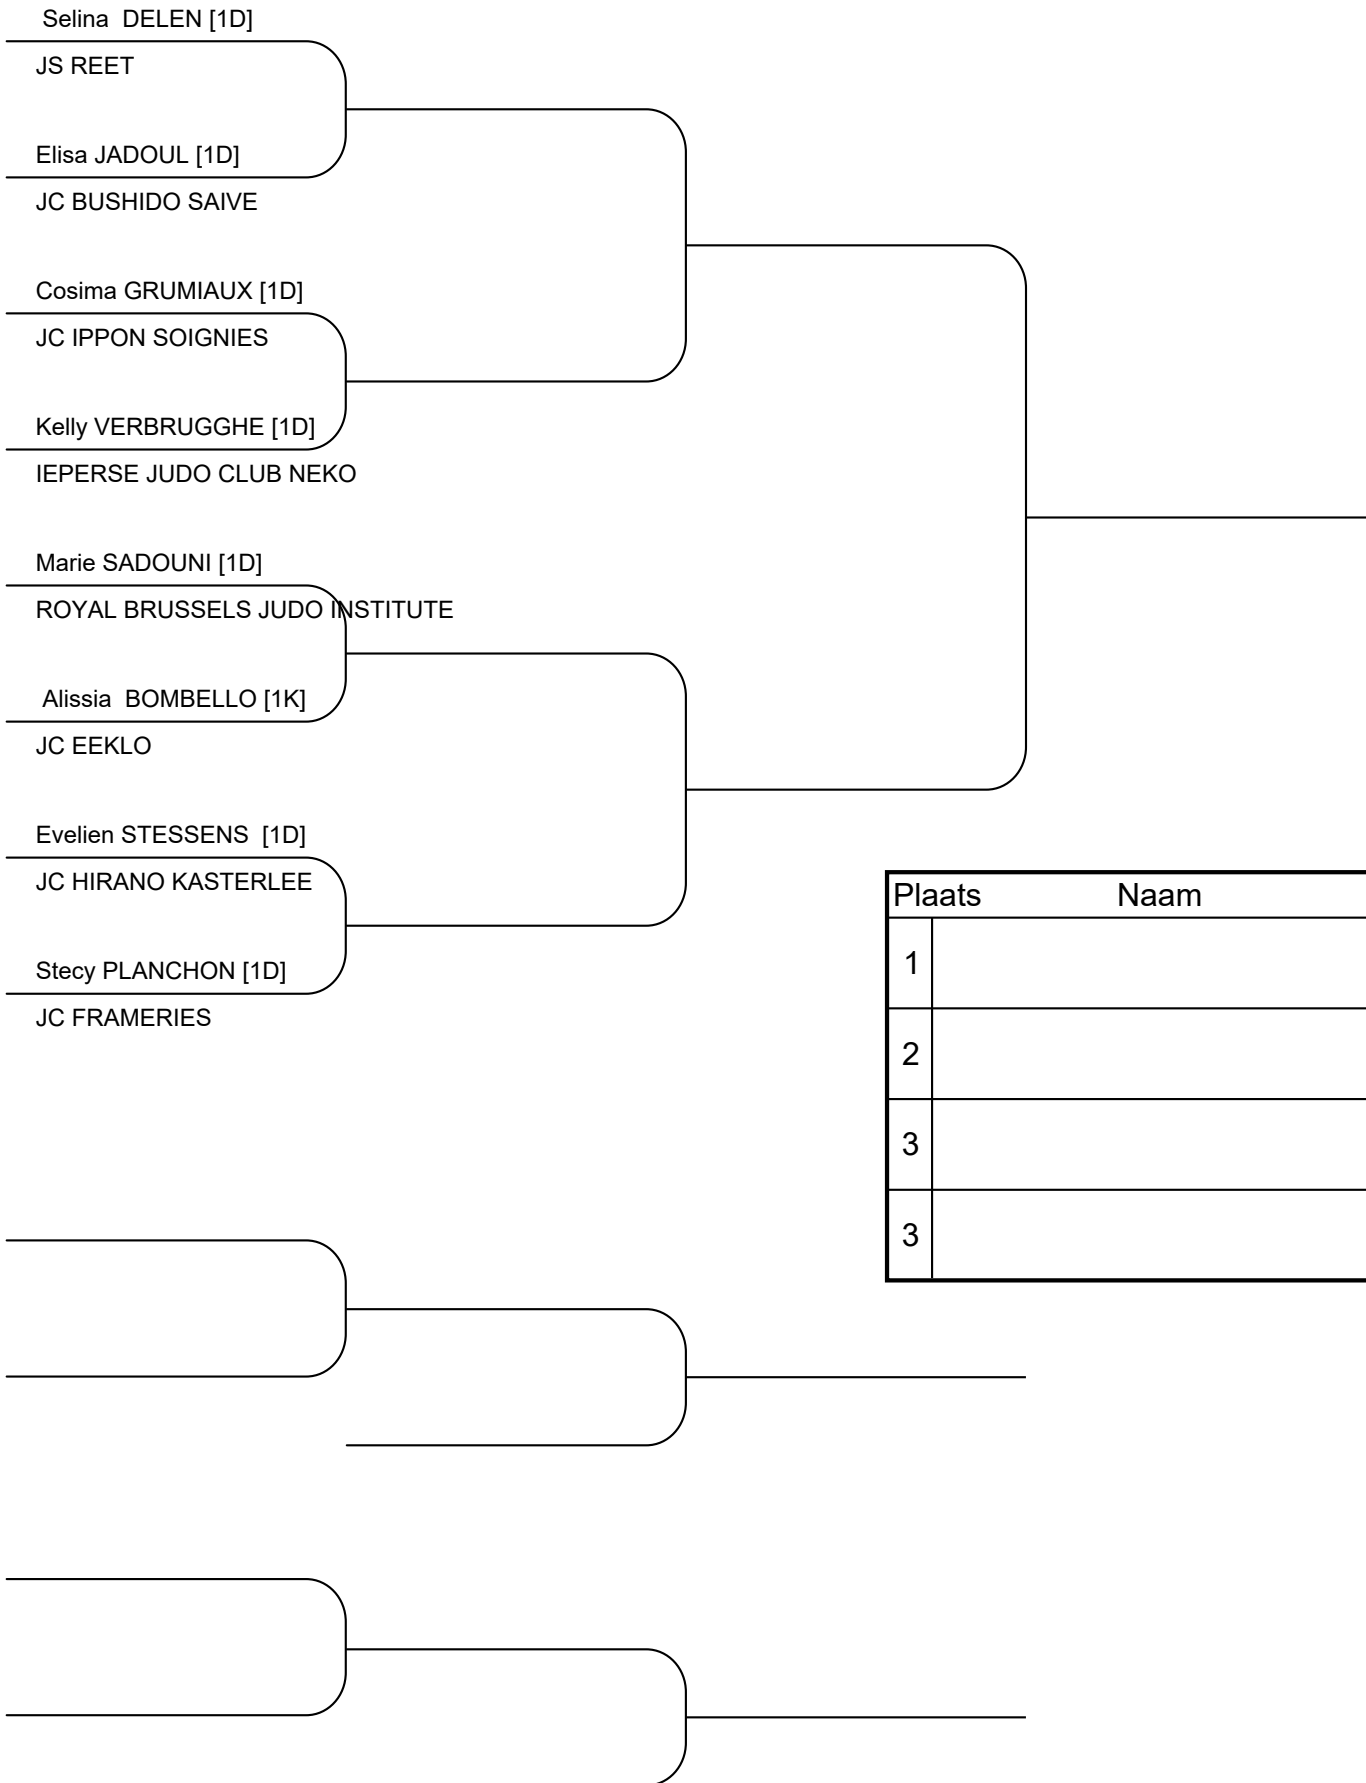 Selina  DELEN [1D]
JS REET
Elisa JADOUL [1D]
JC BUSHIDO SAIVE
Cosima GRUMIAUX [1D]
JC IPPON SOIGNIES
Kelly VERBRUGGHE [1D]
IEPERSE JUDO CLUB NEKO
Marie SADOUNI [1D]
ROYAL BRUSSELS JUDO INSTITUTE
Alissia  BOMBELLO [1K]
JC EEKLO
Evelien STESSENS  [1D]
JC HIRANO KASTERLEE
Stecy PLANCHON [1D]
JC FRAMERIES
Plaats Naam
1
2
3
3